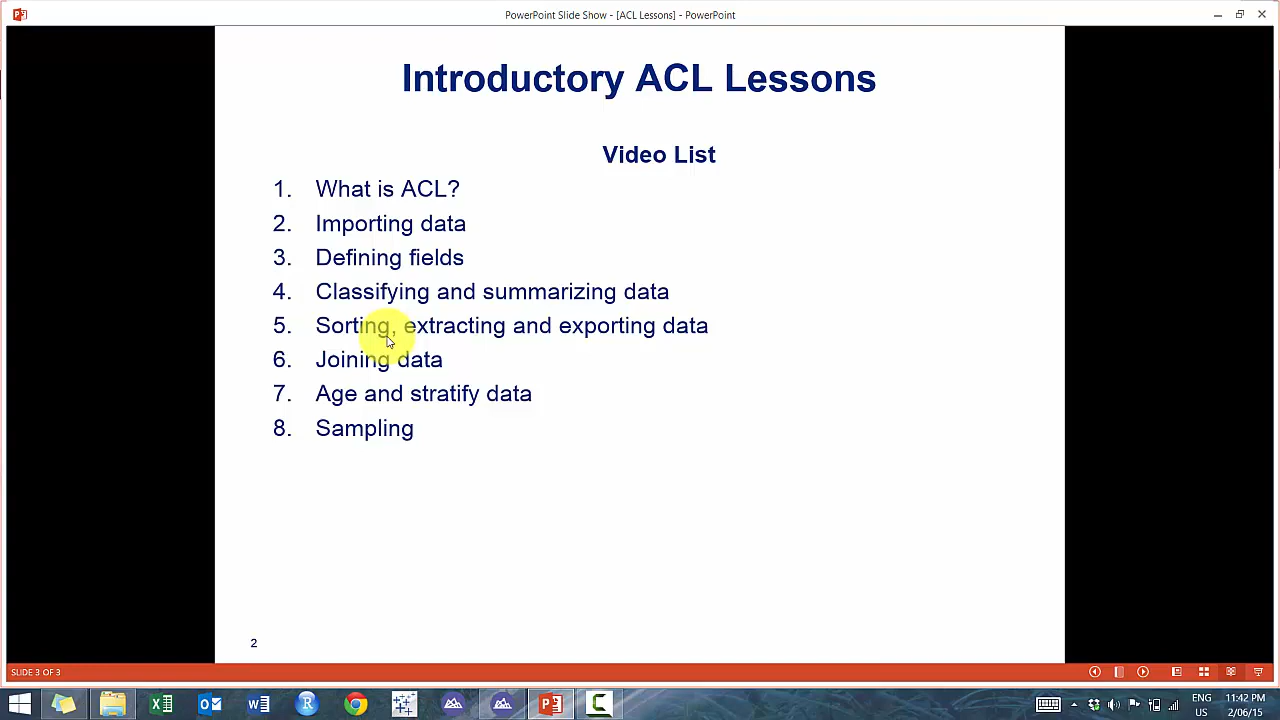 PowerPoint Slide Show - [ACL Lessons] - PowerPoint
Introductory ACL Lessons
Video List
1. What is ACL?
2. Importing data
3. Defining fields
4. Classifying and summarizing data
5. Sorting, extracting and exporting data
6. Joining data
7. Age and stratify data
8. Sampling
2
SLIDE 3 OF 3
ENG
US
11:42 PM
2/06/15